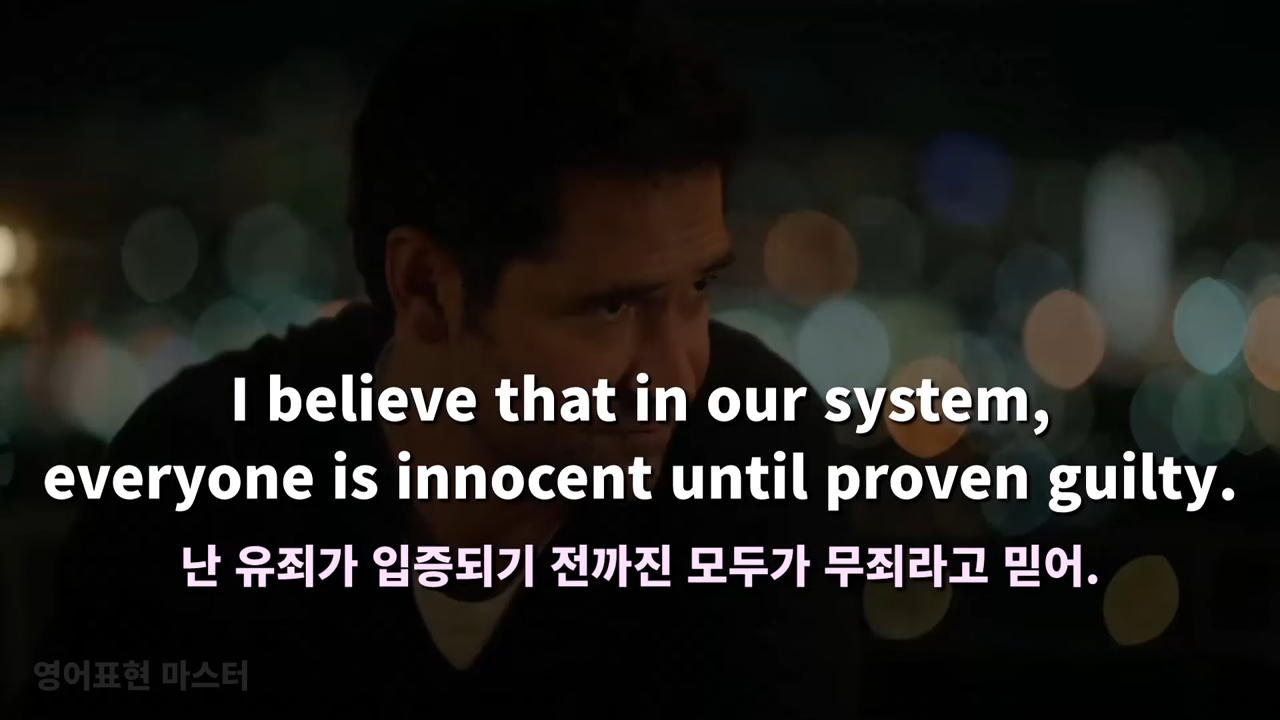 I believe that in our system,
everyone is innocent until proven guilty.
난 유죄가 입증되기 전까진 모두가 무죄라고 믿어.
영어표현 마스터